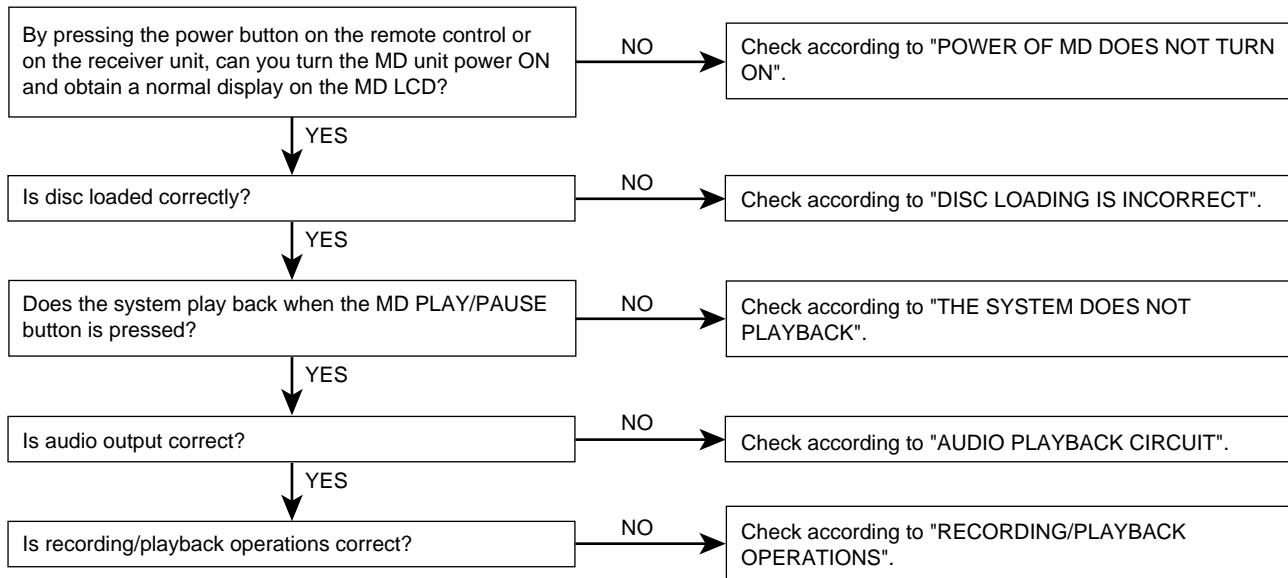 By pressing the power button on the remote control or
on the receiver unit, can you turn the MD unit power ON
and obtain a normal display on the MD LCD?
NO
Check according to "POWER OF MD DOES NOT TURN
ON".
YES
Is disc loaded correctly?
NO
Check according to "DISC LOADING IS INCORRECT".
YES
Does the system play back when the MD PLAY/PAUSE
button is pressed?
NO
Check according to "THE SYSTEM DOES NOT
PLAYBACK".
YES
Is audio output correct?
NO
Check according to "AUDIO PLAYBACK CIRCUIT".
YES
Is recording/playback operations correct?
NO
Check according to "RECORDING/PLAYBACK
OPERATIONS".